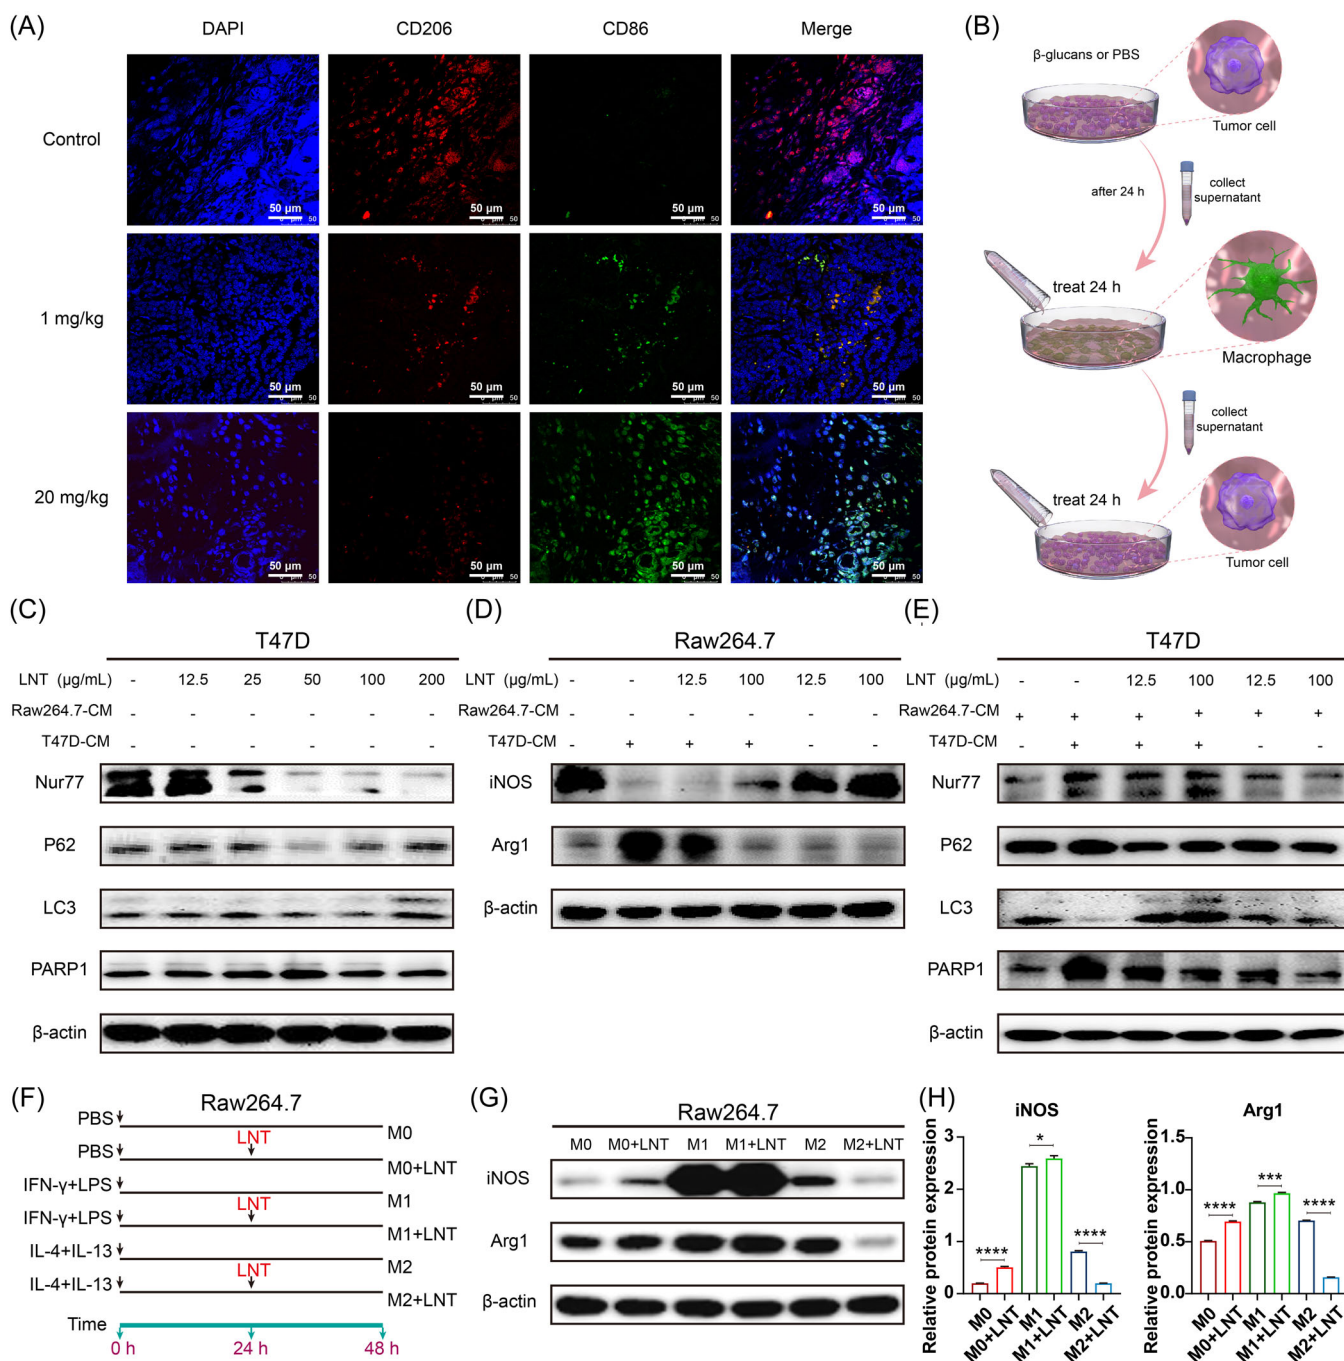 (A)
DAPI CD206 CD86 Merge
Control
50 μm 50 μm 50 μm 50 μm
1 mg/kg
50 μm 50 μm 50 μm 50 μm
20 mg/kg
50 μm 50 μm 50 μm 50 μm
(B)
β-glucans or PBS
Tumor cell
after 24 h
collect
supernatant
treat 24 h
Macrophage
collect
supernatant
treat 24 h
Tumor cell
(C)
T47D
LNT (μg/mL) - 12.5 25 50 100 200
Raw264.7-CM - - - - - -
T47D-CM - - - - - -
Nur77
P62
LC3
PARP1
β-actin
(D)
Raw264.7
LNT (μg/mL) - - 12.5 100 12.5 100
Raw264.7-CM - - - - - -
T47D-CM - + + + - -
iNOS
Arg1
β-actin
(E)
T47D
LNT (μg/mL) - - 12.5 100 12.5 100
Raw264.7-CM + + + + + +
T47D-CM - + + + - -
Nur77
P62
LC3
PARP1
β-actin
(F)
Raw264.7
PBS M0
PBS LNT M0+LNT
IFN-γ+LPS M1
IFN-γ+LPS LNT M1+LNT
IL-4+IL-13 M2
IL-4+IL-13 LNT M2+LNT
Time
0 h 24 h 48 h
(G)
Raw264.7
M0 M0+LNT M1 M1+LNT M2 M2+LNT
iNOS
Arg1
β-actin
(H)
iNOS
Relative protein expression
3
2
1
0
**** * ****
M0 M0+LNT M1 M1+LNT M2 M2+LNT
Arg1
Relative protein expression
1.5
1.0
0.5
0.0
**** *** ****
M0 M0+LNT M1 M1+LNT M2 M2+LNT